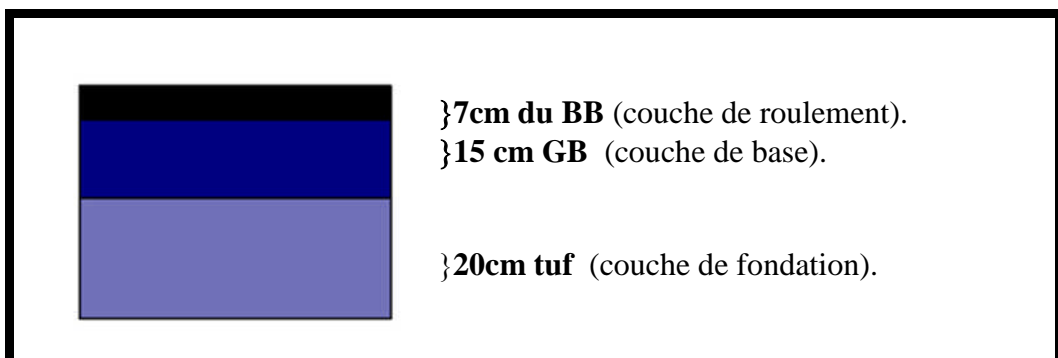 }7cm du BB (couche de roulement).
}15 cm GB (couche de base).
}20cm tuf (couche de fondation).